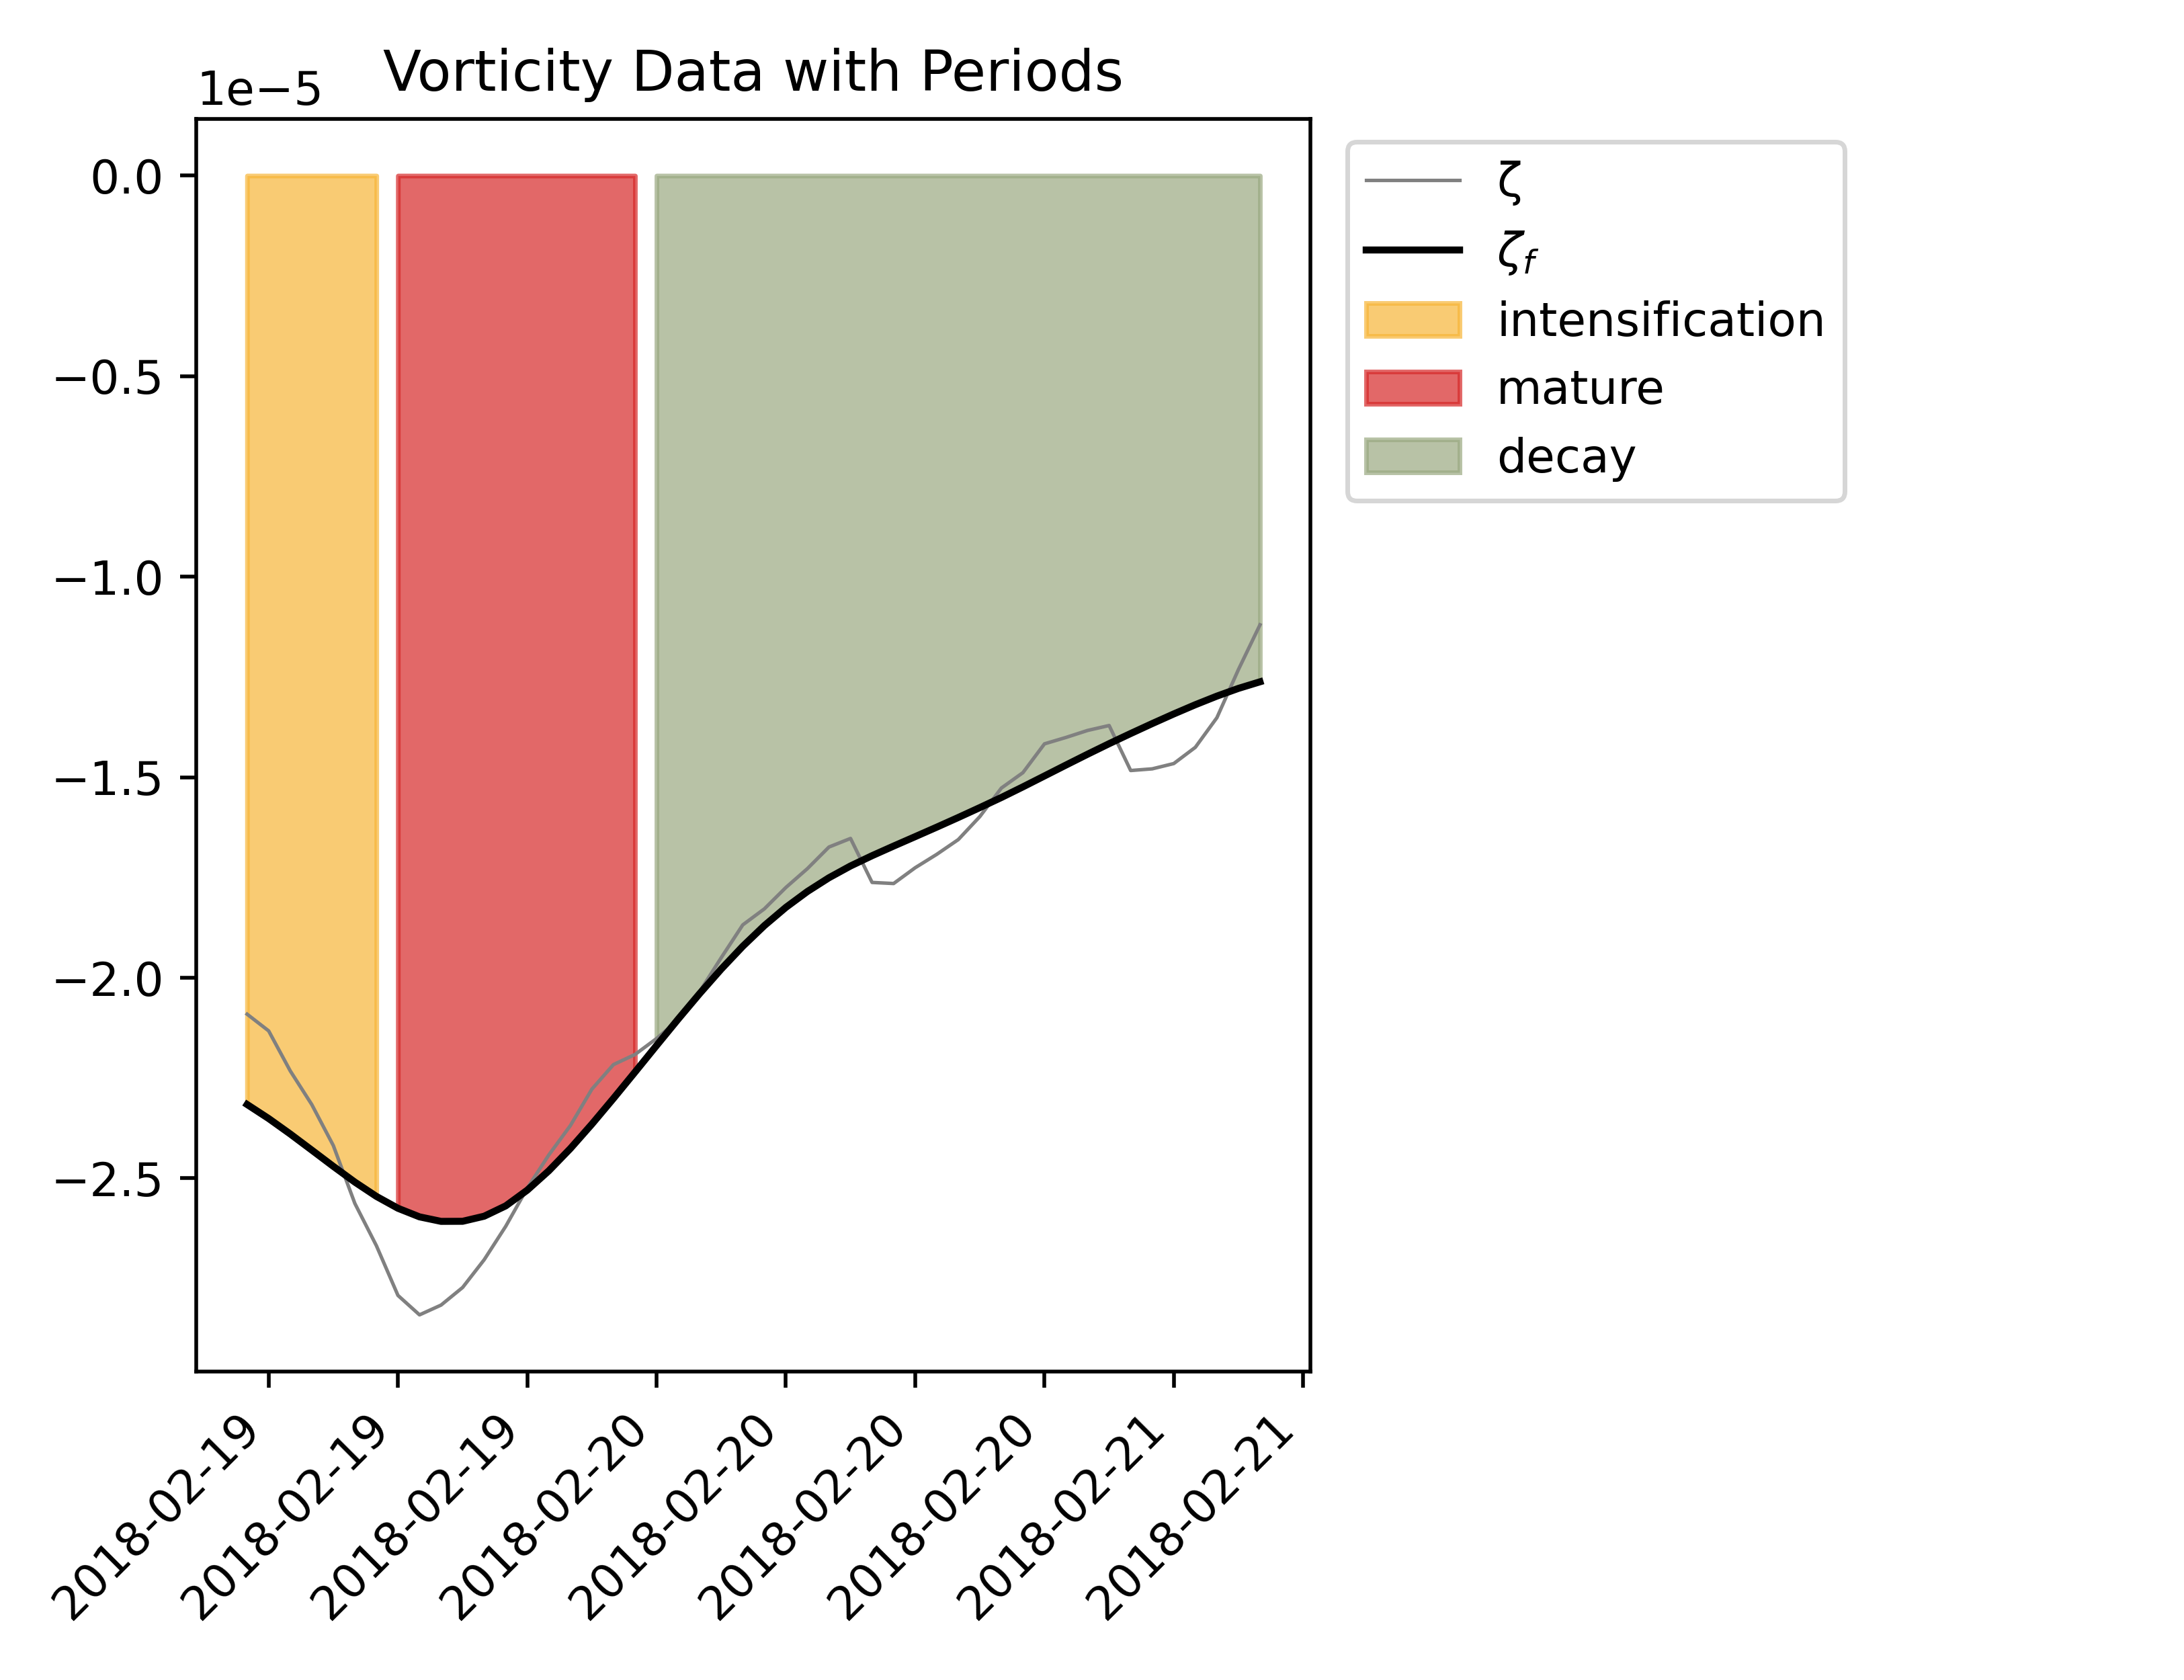 Vorticity Data with Periods
1e−5
0.0
−0.5
−1.0
−1.5
−2.0
−2.5
2018-02-19
2018-02-19
2018-02-19
2018-02-20
2018-02-20
2018-02-20
2018-02-20
2018-02-21
2018-02-21
ζ
ζf
intensification
mature
decay